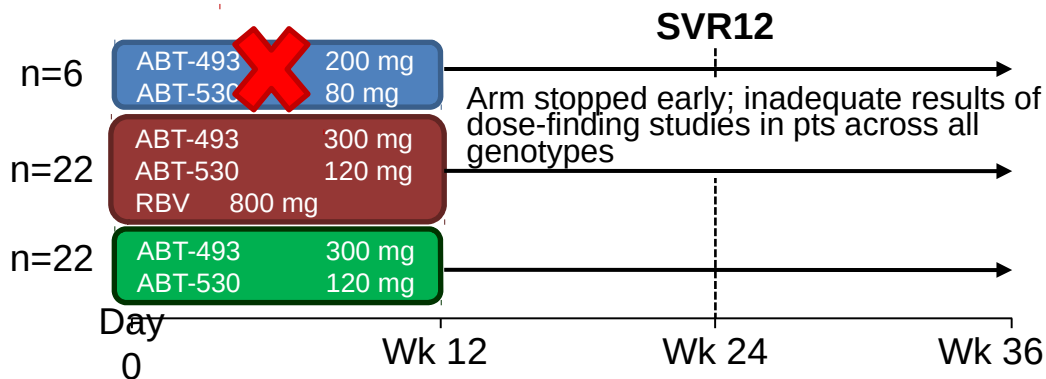 SVR12
n=6
ABT-493 200 mg
ABT-530 80 mg
Arm stopped early; inadequate results of
dose-finding studies in pts across all
genotypes
n=22
ABT-493 300 mg
ABT-530 120 mg
RBV 800 mg
n=22
ABT-493 300 mg
ABT-530 120 mg
Day
0
Wk 12
Wk 24
Wk 36